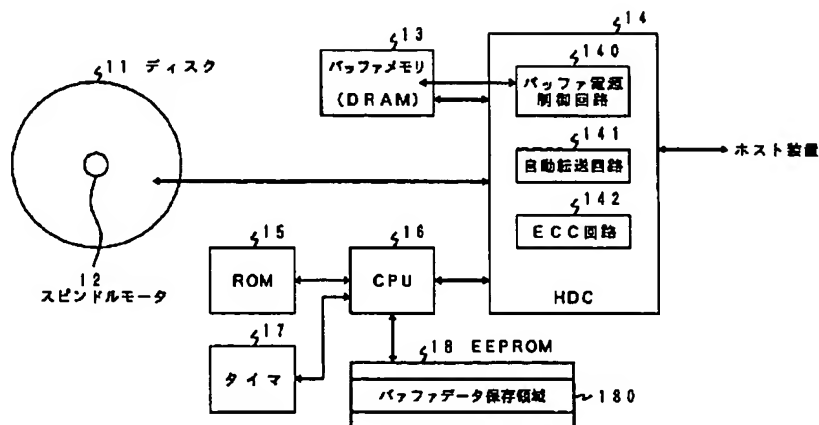 11 ディスク
12
スピンドルモータ
13
バッファメモリ
(DRAM)
14
140
バッファ電源
制御回路
141
自動転送回路
142
ECC回路
HDC
ホスト装置
15
ROM
16
CPU
17
タイマ
18 EEPROM
バァファデータ保存領域
180